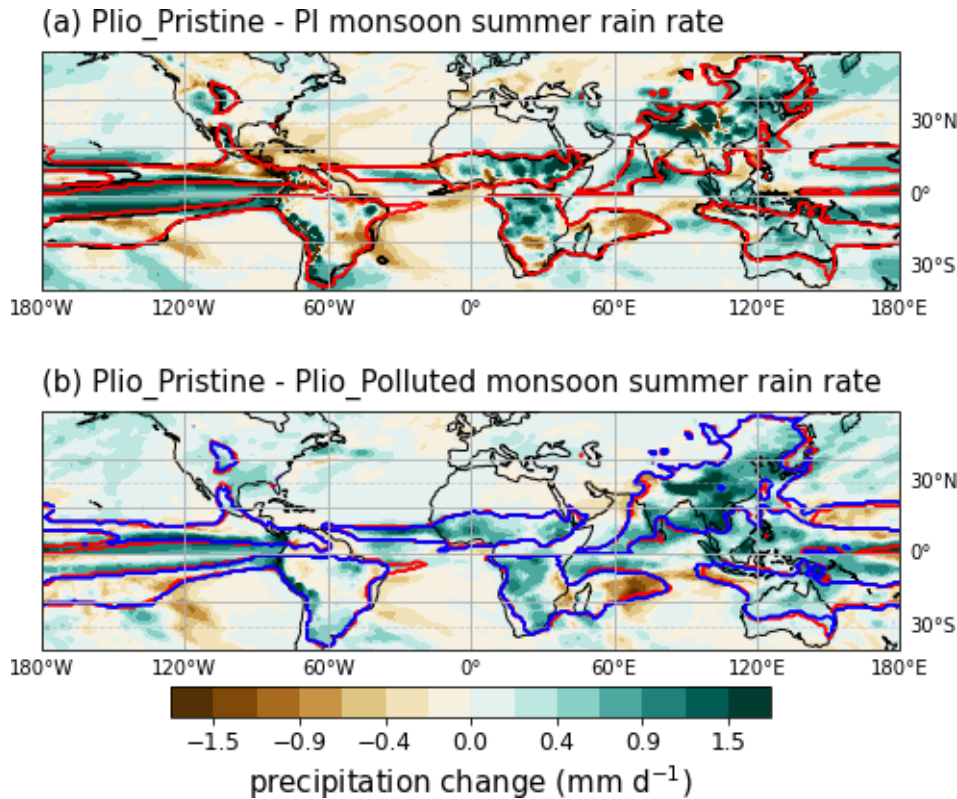 (a) Plio_Pristine - PI monsoon summer rain rate
30°N
0°
30°S
180°W 120°W 60°W 0° 60°E 120°E 180°E
(b) Plio_Pristine - Plio_Polluted monsoon summer rain rate
30°N
0°
30°S
180°W 120°W 60°W 0° 60°E 120°E 180°E
−1.5 −0.9 −0.4 0.0 0.4 0.9 1.5
precipitation change (mm d⁻¹)